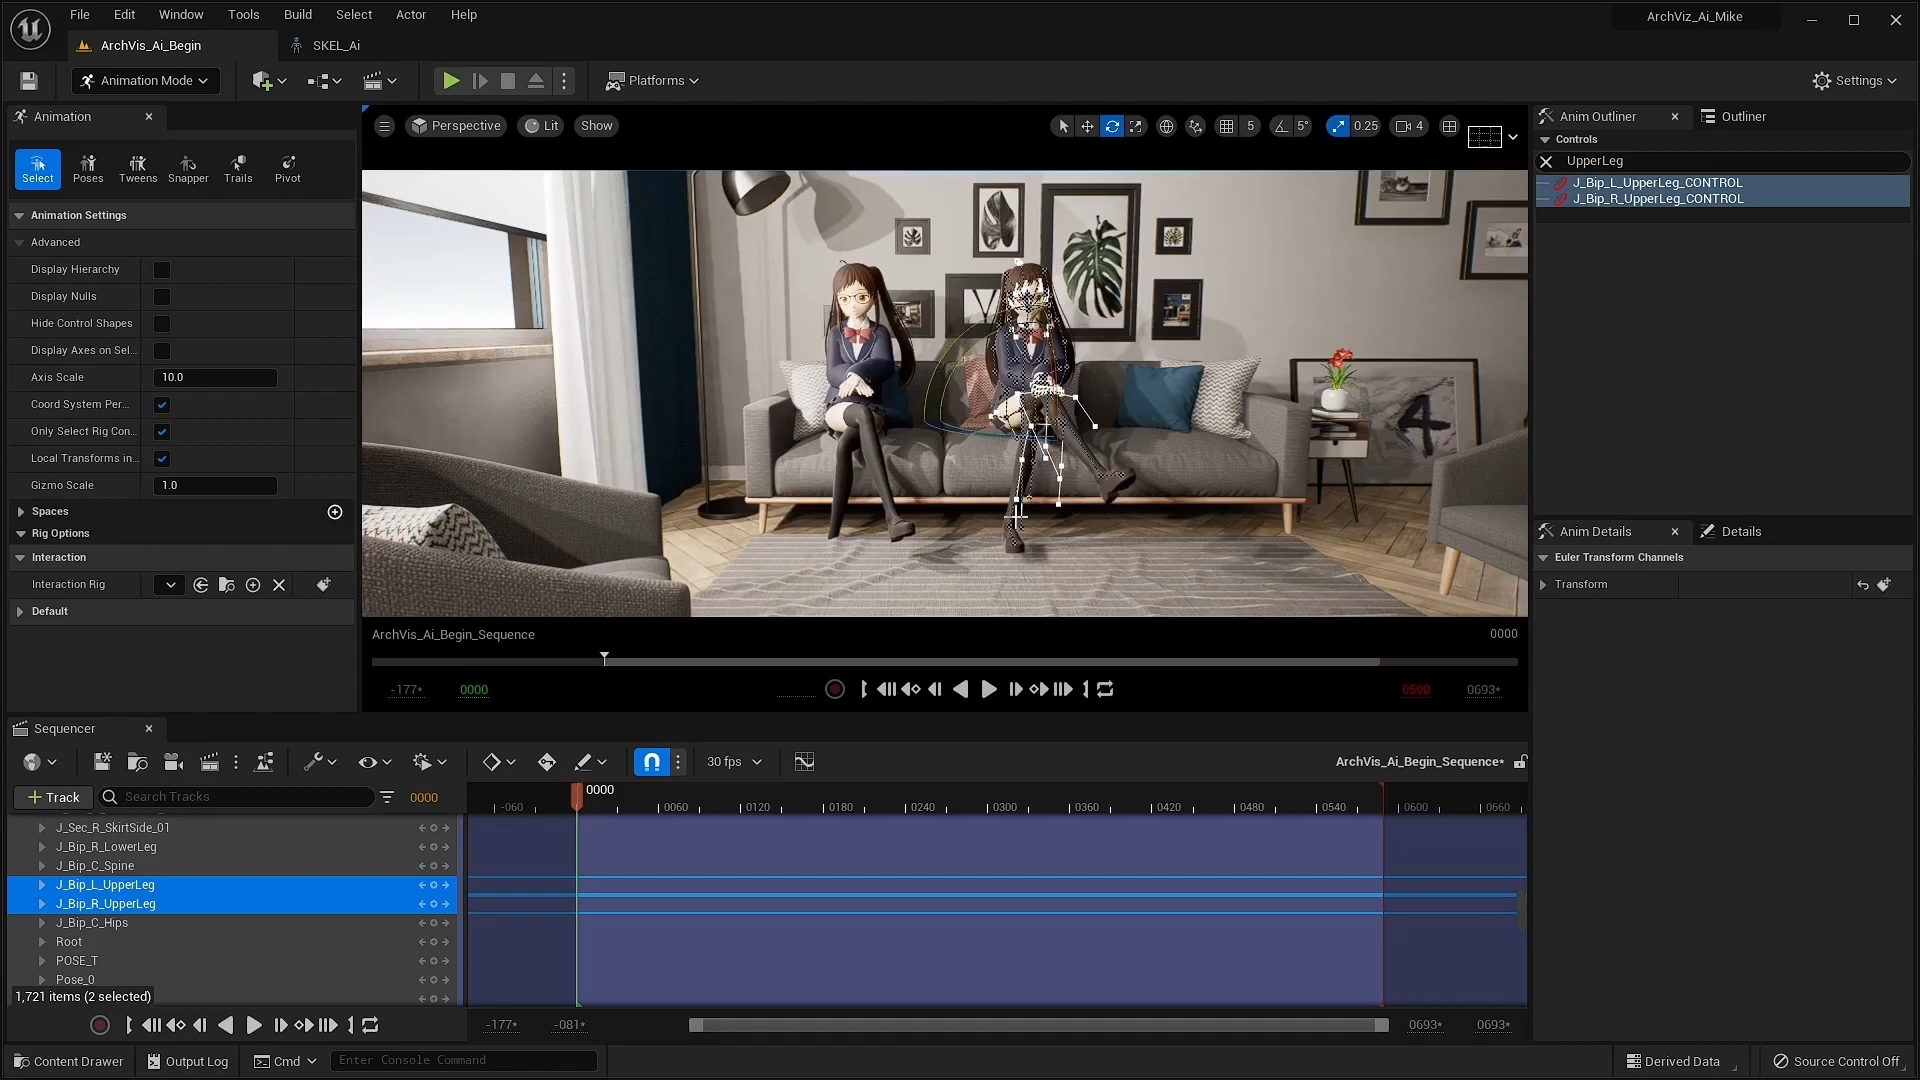 File Edit Window Tools Build Select Actor Help
ArchViz_Ai_Mike
ArchVis_Ai_Begin
SKEL_Ai
Animation Mode
Platforms
Settings
Animation
Select Poses Tweens Snapper Trails Pivot
Animation Settings
Advanced
Display Hierarchy
Display Nulls
Hide Control Shapes
Display Axes on Sel...
Axis Scale 10.0
Coord System Per...
Only Select Rig Con...
Local Transforms in...
Gizmo Scale 1.0
Spaces
Rig Options
Interaction
Interaction Rig
Default
Perspective Lit Show
5 5° 0.25 4
ArchVis_Ai_Begin_Sequence
0000
-177* 0000 0590 0693*
Anim Outliner Outliner
Controls
UpperLeg
J_Bip_L_UpperLeg_CONTROL
J_Bip_R_UpperLeg_CONTROL
Anim Details Details
Euler Transform Channels
Transform
Sequencer
30 fps
ArchVis_Ai_Begin_Sequence*
Track
Search Tracks
0000
0000
-060 0060 0120 0180 0240 0300 0360 0420 0480 0540 0600 0660
J_Sec_R_SkirtSide_01
J_Bip_R_LowerLeg
J_Bip_C_Spine
J_Bip_L_UpperLeg
J_Bip_R_UpperLeg
J_Bip_C_Hips
Root
POSE_T
Pose_0
1,721 items (2 selected)
-177* -081* 0693* 0693*
Content Drawer Output Log Cmd Enter Console Command
Derived Data Source Control Off